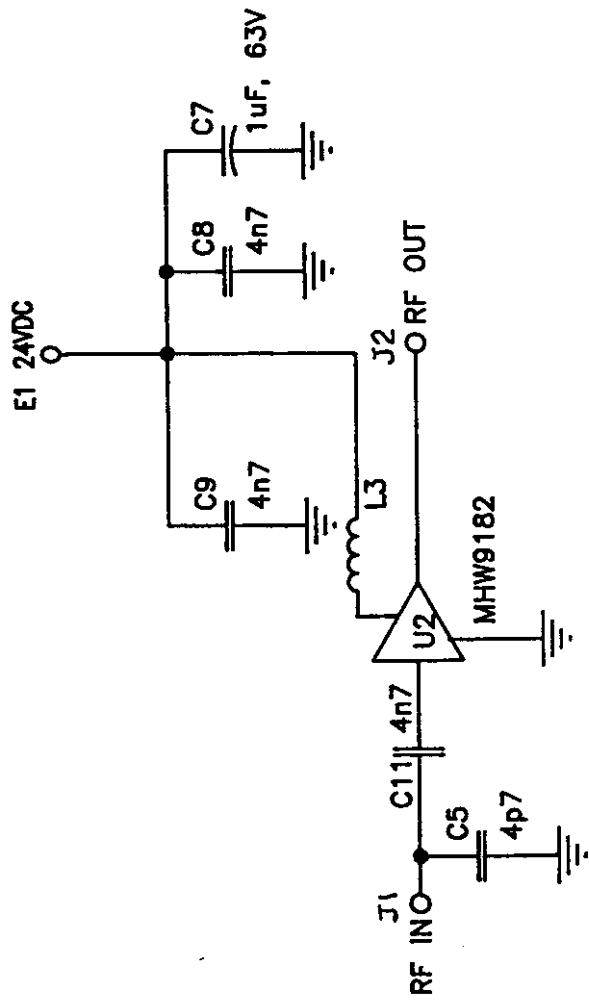 E1 24VDC
C9
4n7
C8
4n7
C7
1uF, 63V
L3
J1
RF IN
C5
4p7
C11
4n7
U2
MHW9182
J2
RF OUT